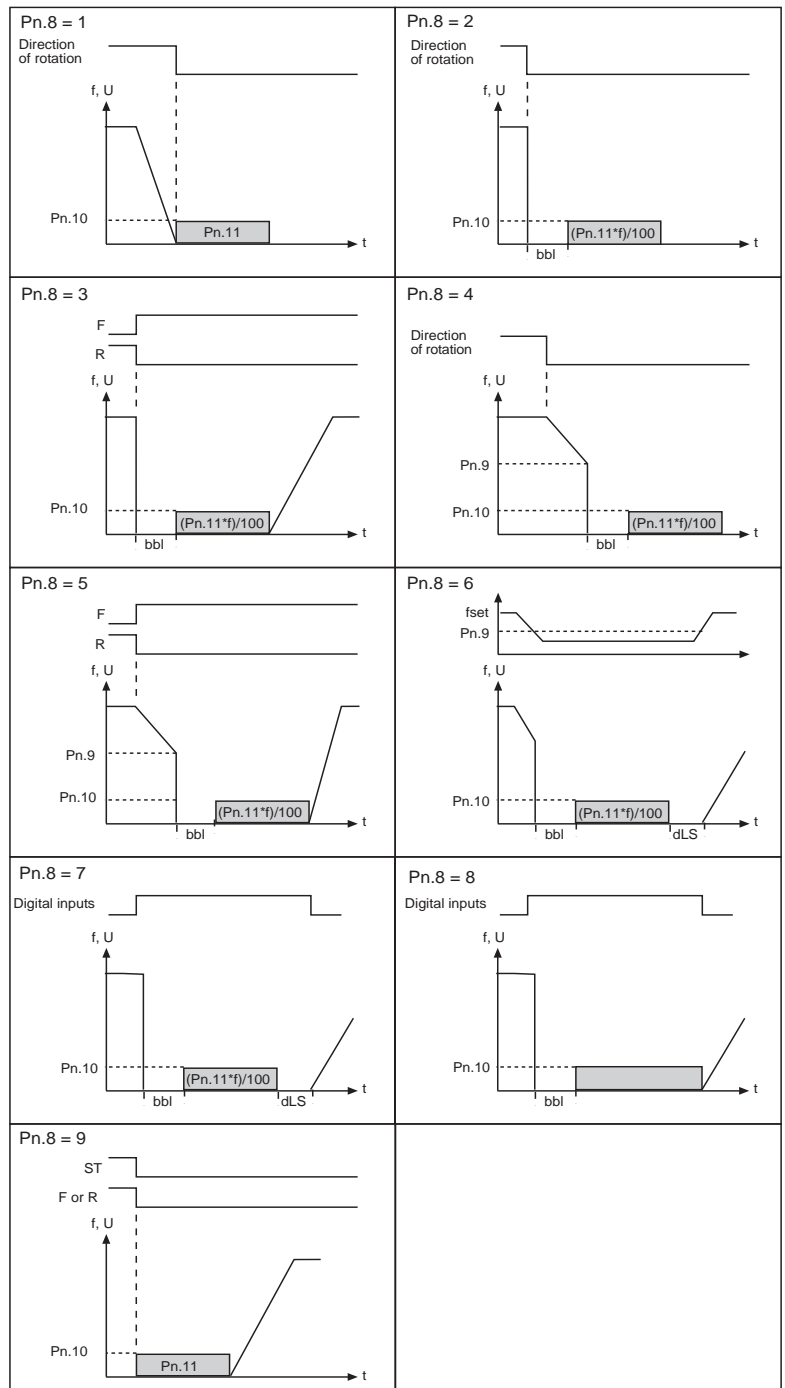 Pn.8 = 1
Direction
of rotation
f, U
Pn.10
Pn.11
t
Pn.8 = 2
Direction
of rotation
f, U
Pn.10
(Pn.11*f)/100
bbl
t
Pn.8 = 3
F
R
f, U
Pn.10
(Pn.11*f)/100
bbl
t
Pn.8 = 4
Direction
of rotation
f, U
Pn.9
Pn.10
(Pn.11*f)/100
bbl
t
Pn.8 = 5
F
R
f, U
Pn.9
Pn.10
(Pn.11*f)/100
bbl
t
Pn.8 = 6
fset
Pn.9
f, U
Pn.10
(Pn.11*f)/100
bbl
dLS
t
Pn.8 = 7
Digital inputs
f, U
Pn.10
(Pn.11*f)/100
bbl
dLS
t
Pn.8 = 8
Digital inputs
f, U
Pn.10
bbl
t
Pn.8 = 9
ST
F or R
f, U
Pn.10
Pn.11
t